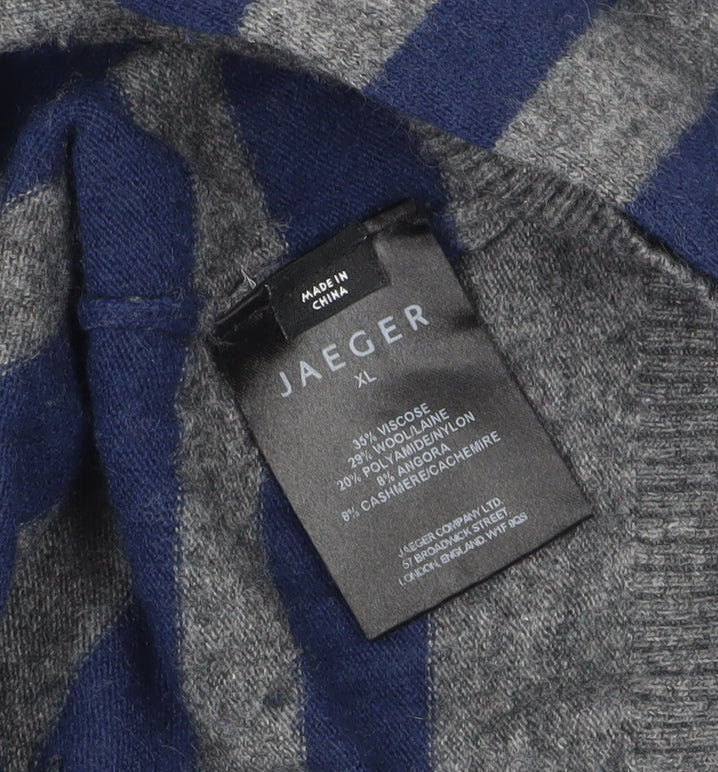 MADE IN
CHINA
JAEGER
XL
35% VISCOSE
29% WOOL/LAINE
20% POLYAMIDE/NYLON
8% ANGORA
8% CASHMERE/CACHEMIRE
JAEGER COMPANY LTD.
57 BROADWICK STREET.
LONDON, ENGLAND, W1F 9QS